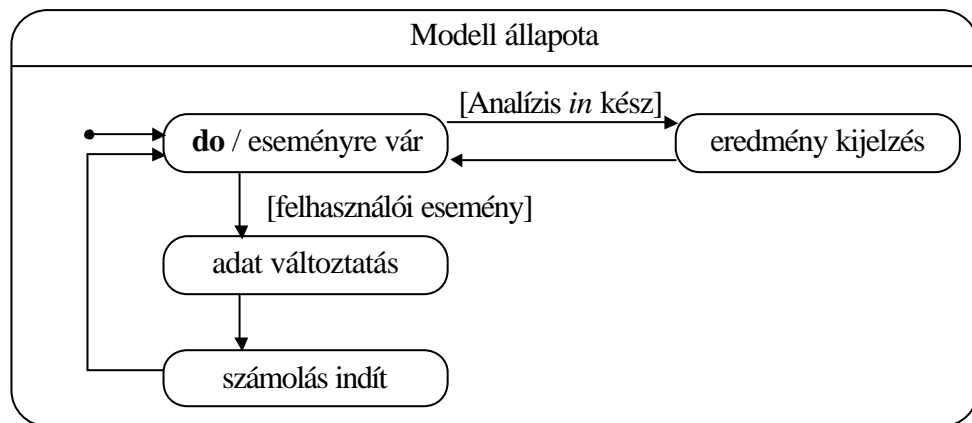 Modell állapota
[Analízis in kész]
do / eseményre vár
eredmény kijelzés
[felhasználói esemény]
adat változtatás
számolás indít